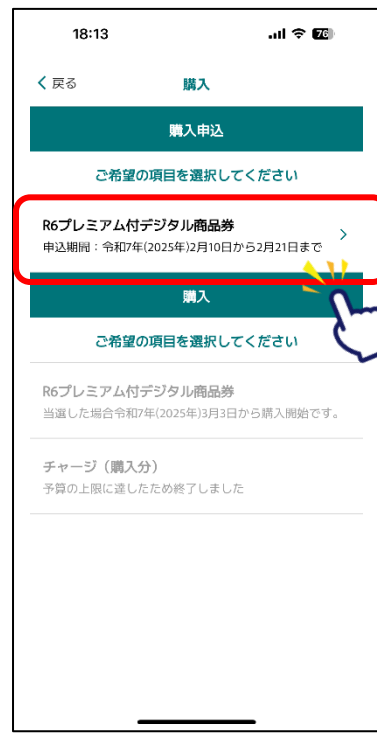 18:13
76
戻る
購入
購入申込
ご希望の項目を選択してください
R6プレミアム付デジタル商品券
申込期間：令和7年(2025年)2月10日から2月21日まで
購入
ご希望の項目を選択してください
R6プレミアム付デジタル商品券
当選した場合令和7年(2025年)3月3日から購入開始です。
チャージ（購入分）
予算の上限に達したため終了しました